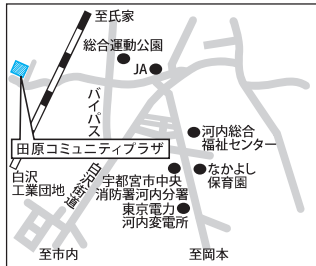 至氏家
総合運動公園
JA
バイパス
田原コミュニティプラザ
河内総合
福祉センター
白沢
工業団地
白沢街道
宇都宮市中央
消防署河内分署
なかよし
保育園
東京電力
河内変電所
至市内
至岡本